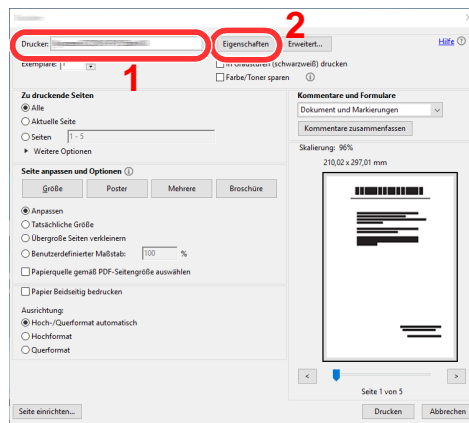 2
Drucker:
Eigenschaften
Erweitert...
Hilfe
1
Exemplare: 1
In Graustufen (schwarzweiß) drucken
Farbe/Toner sparen
Zu druckende Seiten
Alle
Aktuelle Seite
Seiten 1 - 5
Weitere Optionen
Seite anpassen und Optionen
Größe Poster Mehrere Broschüre
Anpassen
Tatsächliche Größe
Übergroße Seiten verkleinern
Benutzerdefinierter Maßstab: 100 %
Papierquelle gemäß PDF-Seitengröße auswählen
Papier Beidseitig bedrucken
Ausrichtung:
Hoch-/Querformat automatisch
Hochformat
Querformat
Kommentare und Formulare
Dokument und Markierungen
Kommentare zusammenfassen
Skalierung: 96%
210,02 x 297,01 mm
< >
Seite 1 von 5
Seite einrichten...
Drucken
Abbrechen